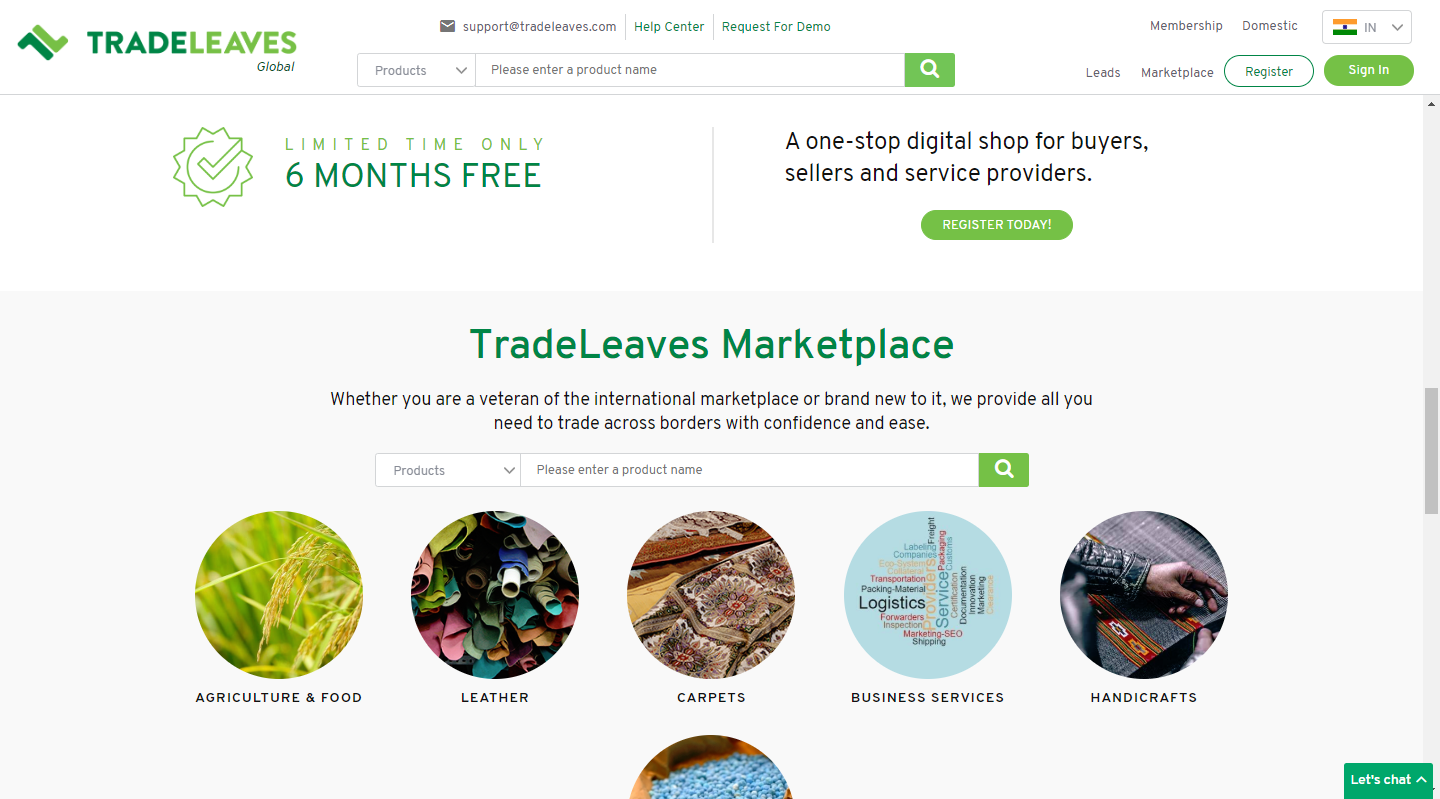 TRADELEAVES
Global
support@tradeleaves.com
Help Center
Request For Demo
Membership
Domestic
IN
Products
Please enter a product name
Leads
Marketplace
Register
Sign In
LIMITED TIME ONLY
6 MONTHS FREE
A one-stop digital shop for buyers,
sellers and service providers.
REGISTER TODAY!
TradeLeaves Marketplace
Whether you are a veteran of the international marketplace or brand new to it, we provide all you
need to trade across borders with confidence and ease.
Products
Please enter a product name
Freight
Labeling
Companies
Packaging
Customs
Eco-System
Collateral
Transportation
Packing-Material
Logistics
Providers
Service
Certification
Documentation
Innovation
Marketing
Forwarders
Inspection
Marketing-SEO
Shipping
AGRICULTURE & FOOD
LEATHER
CARPETS
BUSINESS SERVICES
HANDICRAFTS
Let's chat